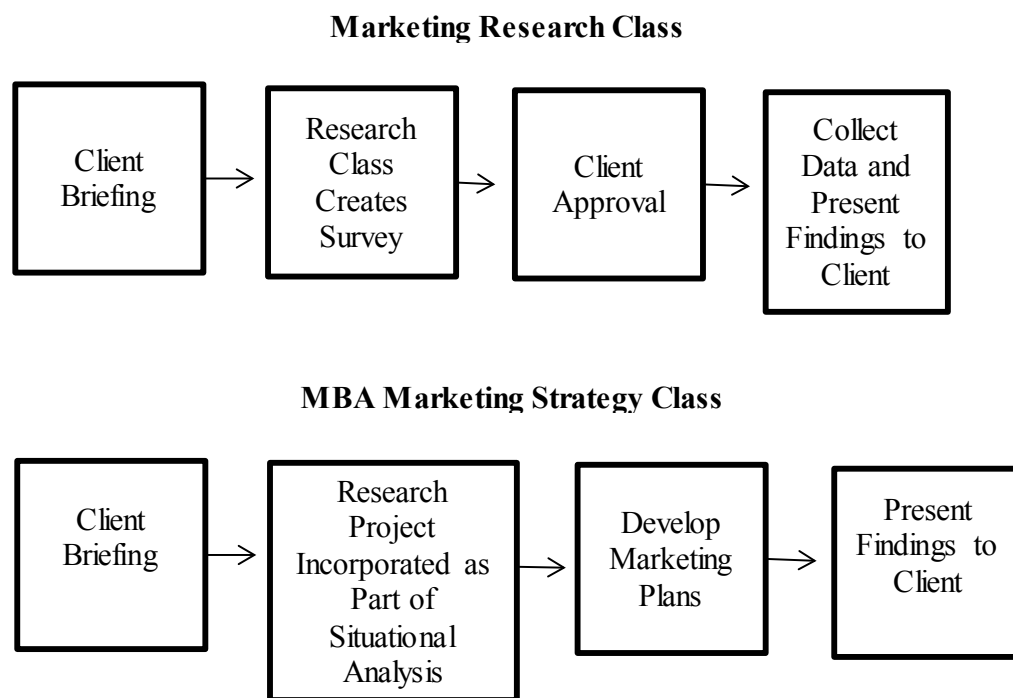 Marketing Research Class
Client
Briefing
Research
Class
Creates
Survey
Client
Approval
Collect
Data and
Present
Findings to
Client
MBA Marketing Strategy Class
Client
Briefing
Research
Project
Incorporated as
Part of
Situational
Analysis
Develop
Marketing
Plans
Present
Findings to
Client